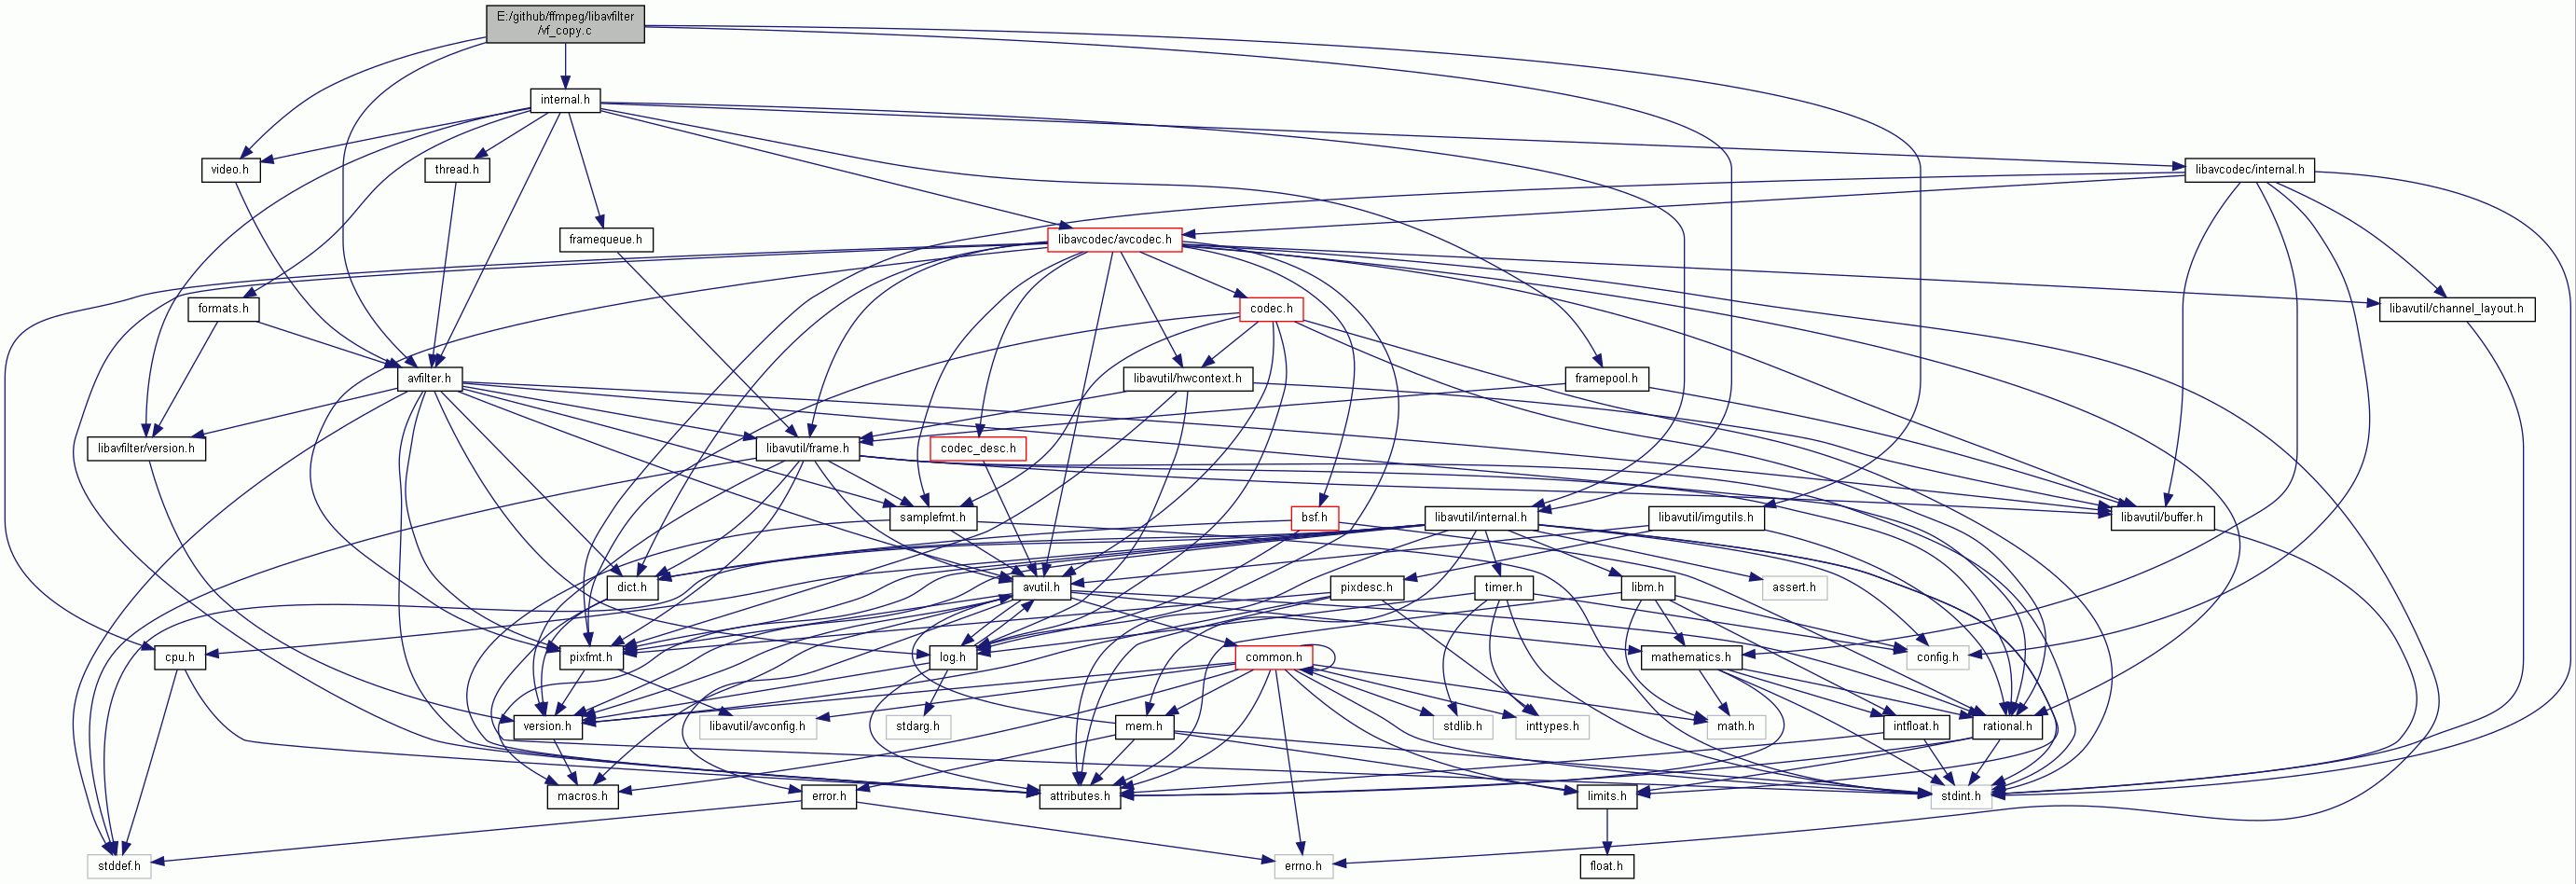 E:/github/ffmpeg/libavfilter
/vf_copy.c
internal.h
video.h
thread.h
libavcodec/internal.h
framequeue.h
libavcodec/avcodec.h
formats.h
codec.h
libavutil/channel_layout.h
avfilter.h
libavutil/hwcontext.h
framepool.h
libavfilter/version.h
libavutil/frame.h
codec_desc.h
samplefmt.h
bsf.h
libavutil/internal.h
libavutil/imgutils.h
libavutil/buffer.h
dict.h
avutil.h
pixdesc.h
timer.h
libm.h
assert.h
cpu.h
pixfmt.h
log.h
common.h
mathematics.h
config.h
version.h
libavutil/avconfig.h
stdarg.h
mem.h
stdlib.h
inttypes.h
math.h
intfloat.h
rational.h
macros.h
error.h
attributes.h
limits.h
stdint.h
stddef.h
errno.h
float.h